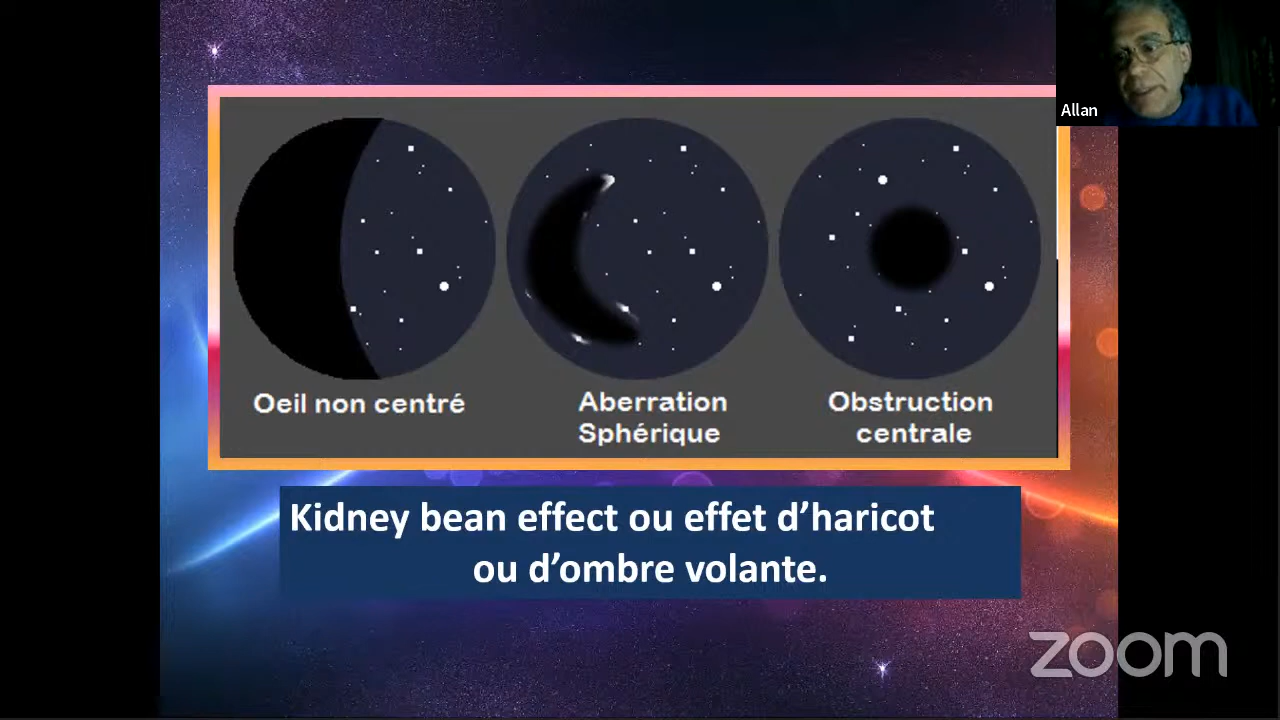 Allan
Oeil non centré
Aberration
Sphérique
Obstruction
centrale
Kidney bean effect ou effet d’haricot
ou d’ombre volante.
zoom